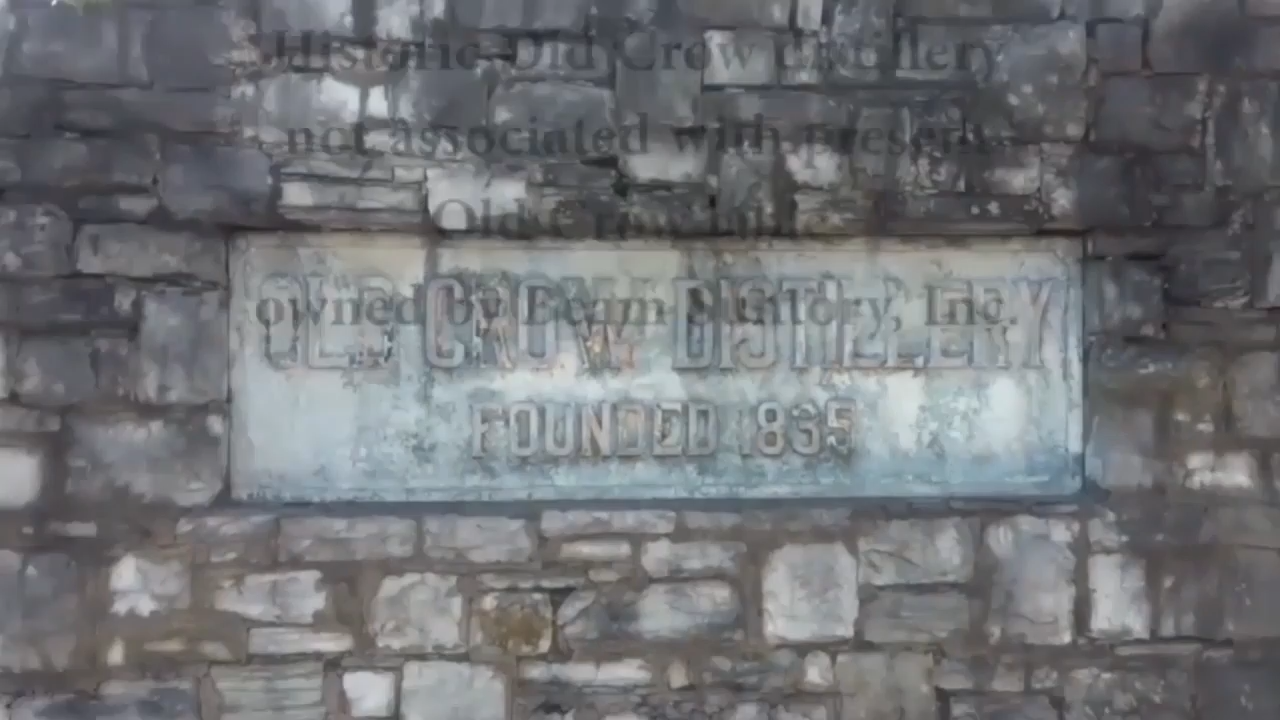 Historic Old Crow distillery
not associated with present
Old Crow
owned by Beam Suntory, Inc.
OLD CROW DISTILLERY
FOUNDED 1835